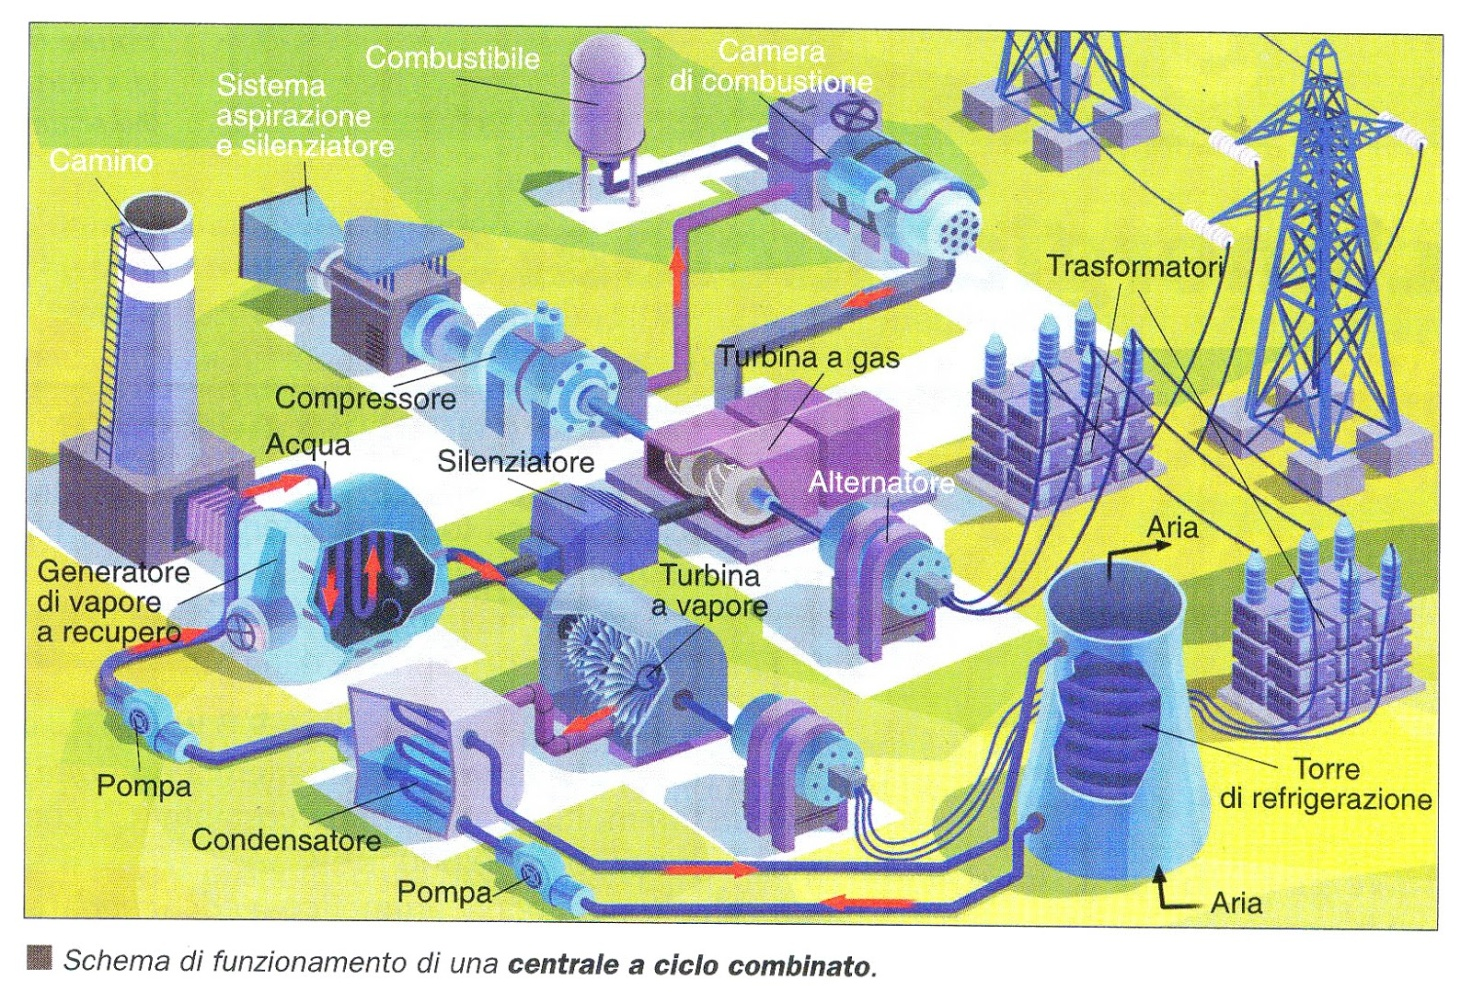 Combustibile
Camera
di combustione
Sistema
aspirazione
e silenziatore
Camino
Trasformatori
Turbina a gas
Compressore
Acqua
Silenziatore
Alternatore
Aria
Generatore
di vapore
a recupero
Turbina
a vapore
Pompa
Torre
di refrigerazione
Condensatore
Pompa
Aria
Schema di funzionamento di una centrale a ciclo combinato.